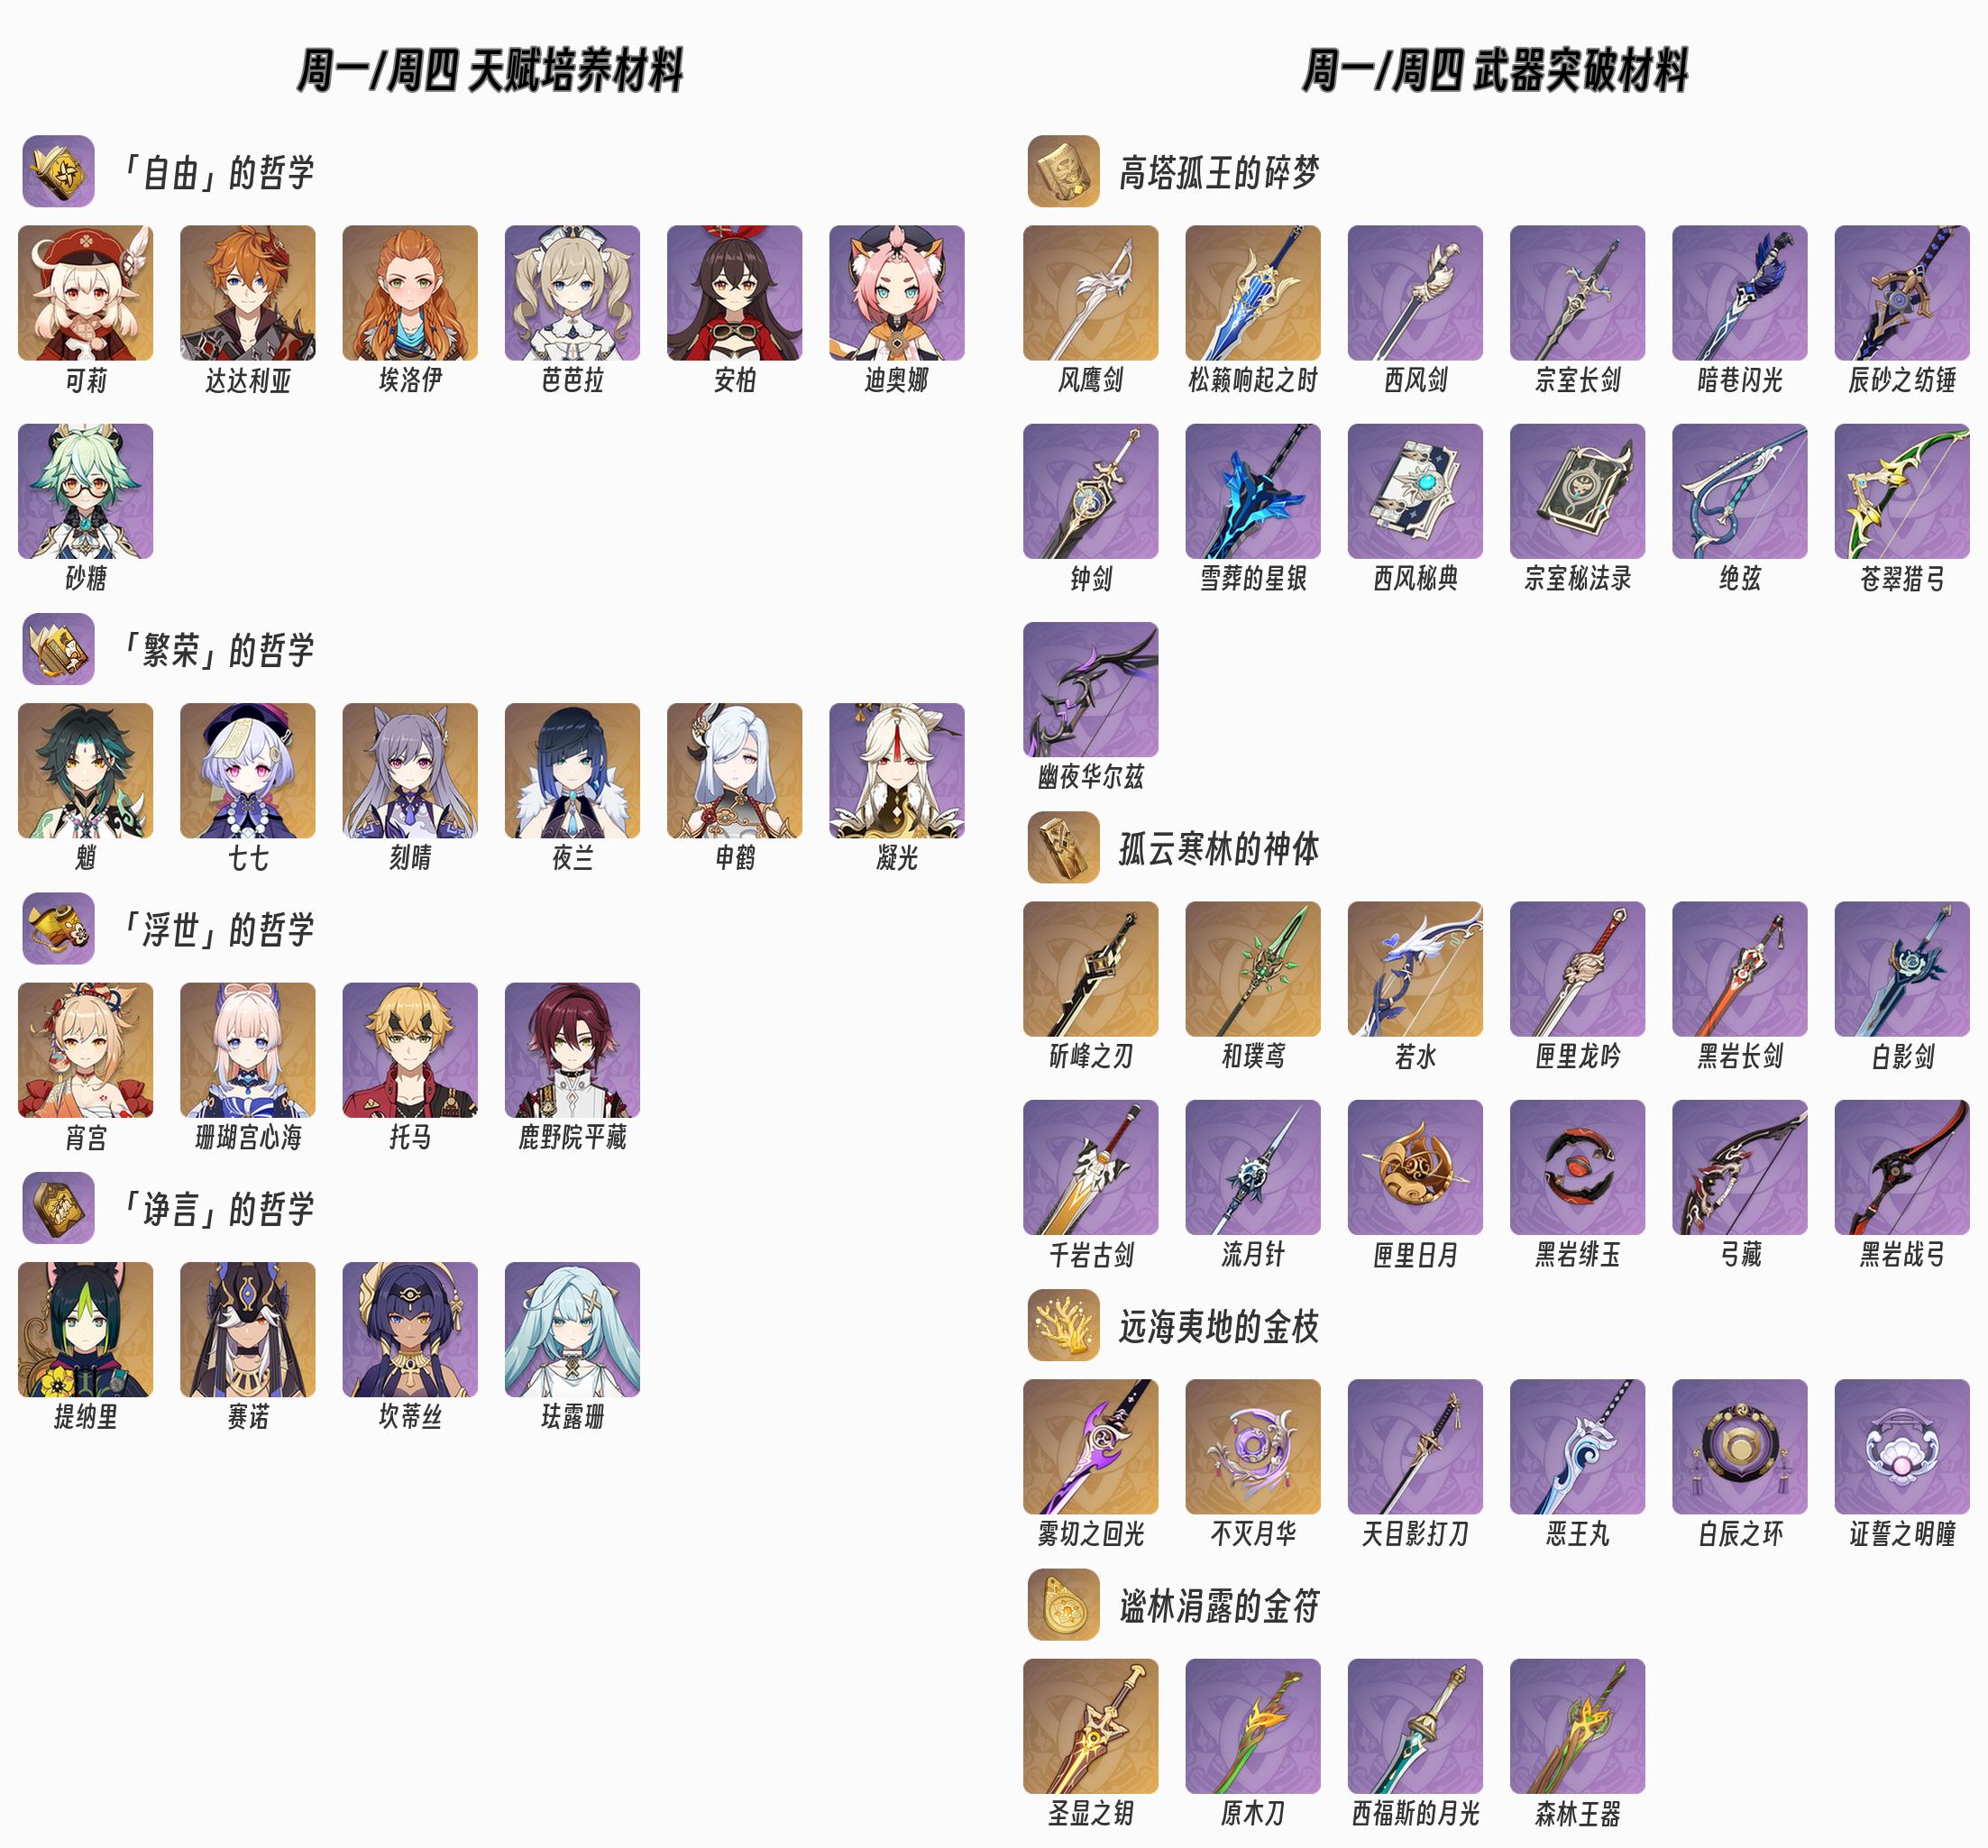 周一/周四 天赋培养材料
「自由」的哲学
可莉 达达利亚 埃洛伊 芭芭拉 安柏 迪奥娜
砂糖
「繁荣」的哲学
魈 七七 刻晴 夜兰 申鹤 凝光
「浮世」的哲学
宵宫 珊瑚宫心海 托马 鹿野院平藏
「诤言」的哲学
提纳里 赛诺 坎蒂丝 珐露珊
周一/周四 武器突破材料
高塔孤王的碎梦
风鹰剑 松籁响起之时 西风剑 宗室长剑 暗巷闪光 辰砂之纺锤
钟剑 雪葬的星银 西风秘典 宗室秘法录 绝弦 苍翠猎弓
幽夜华尔兹
孤云寒林的神体
斫峰之刃 和璞鸢 若水 匣里龙吟 黑岩长剑 白影剑
千岩古剑 流月针 匣里日月 黑岩绯玉 弓藏 黑岩战弓
远海夷地的金枝
雾切之回光 不灭月华 天目影打刀 恶王丸 白辰之环 证誓之明瞳
谧林涓露的金符
圣显之钥 原木刀 西福斯的月光 森林王器